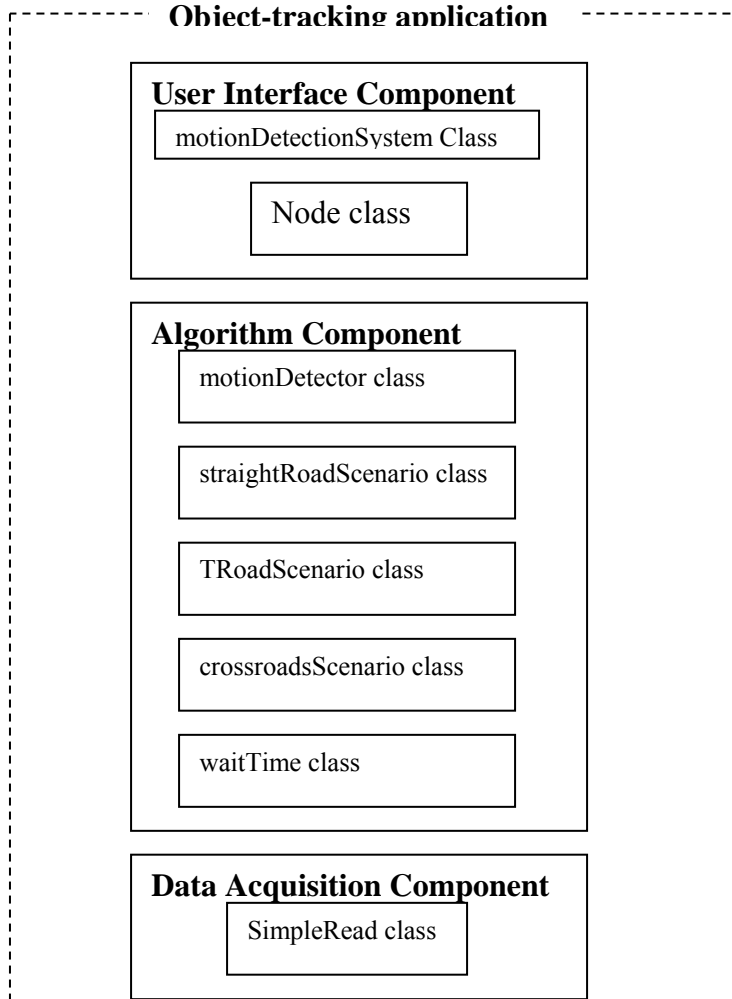 Object-tracking application
User Interface Component
motionDetectionSystem Class
Node class
Algorithm Component
motionDetector class
straightRoadScenario class
TRoadScenario class
crossroadsScenario class
waitTime class
Data Acquisition Component
SimpleRead class